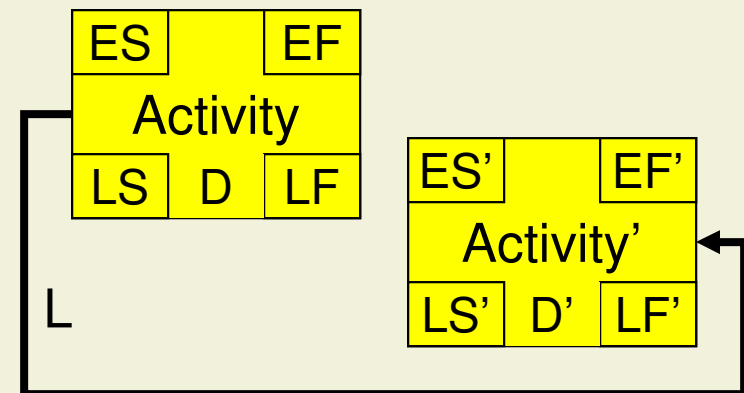 ES EF
Activity
LS D LF
ES’ EF’
Activity’
LS’ D’ LF’
L